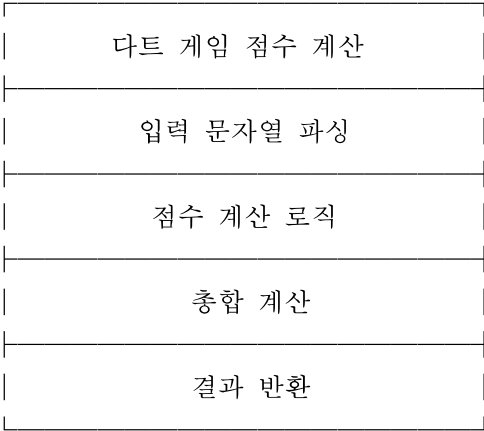 다트 게임 점수 계산
입력 문자열 파싱
점수 계산 로직
총합 계산
결과 반환